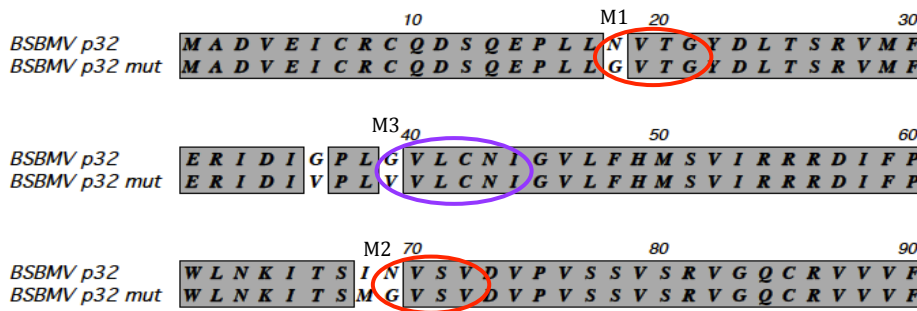 M1
10 20 30
BSBMV p32 M A D V E I C R C Q D S Q E P L L N V T G Y D L T S R V M F
BSBMV p32 mut M A D V E I C R C Q D S Q E P L L G V T G Y D L T S R V M F
M3
40 50 60
BSBMV p32 E R I D I G P L G V L C N I G V L F H M S V I R R R D I F P
BSBMV p32 mut E R I D I V P L V V L C N I G V L F H M S V I R R R D I F P
M2
70 80 90
BSBMV p32 W L N K I T S I N V S V D V P V S S V S R V G Q C R V V V F
BSBMV p32 mut W L N K I T S M G V S V D V P V S S V S R V G Q C R V V V F